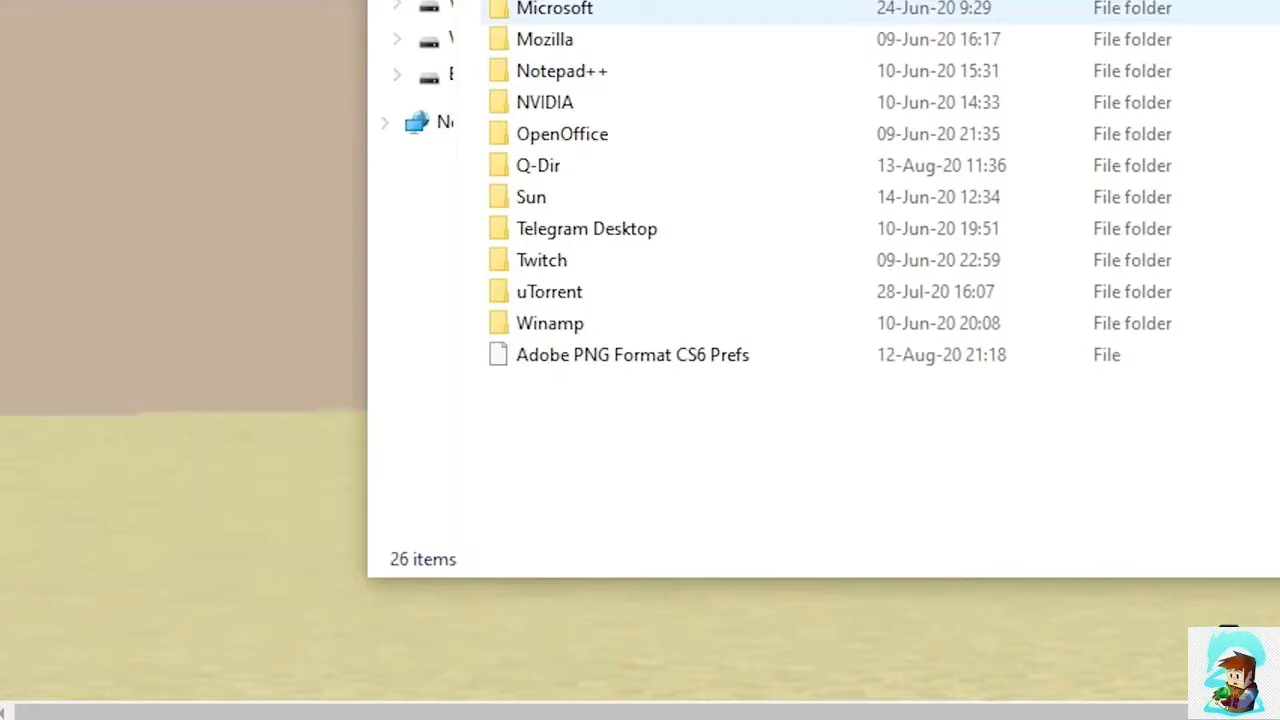 Microsoft 24-Jun-20 9:29 File folder
Mozilla 09-Jun-20 16:17 File folder
Notepad++ 10-Jun-20 15:31 File folder
NVIDIA 10-Jun-20 14:33 File folder
OpenOffice 09-Jun-20 21:35 File folder
Q-Dir 13-Aug-20 11:36 File folder
Sun 14-Jun-20 12:34 File folder
Telegram Desktop 10-Jun-20 19:51 File folder
Twitch 09-Jun-20 22:59 File folder
uTorrent 28-Jul-20 16:07 File folder
Winamp 10-Jun-20 20:08 File folder
Adobe PNG Format CS6 Prefs 12-Aug-20 21:18 File
26 items